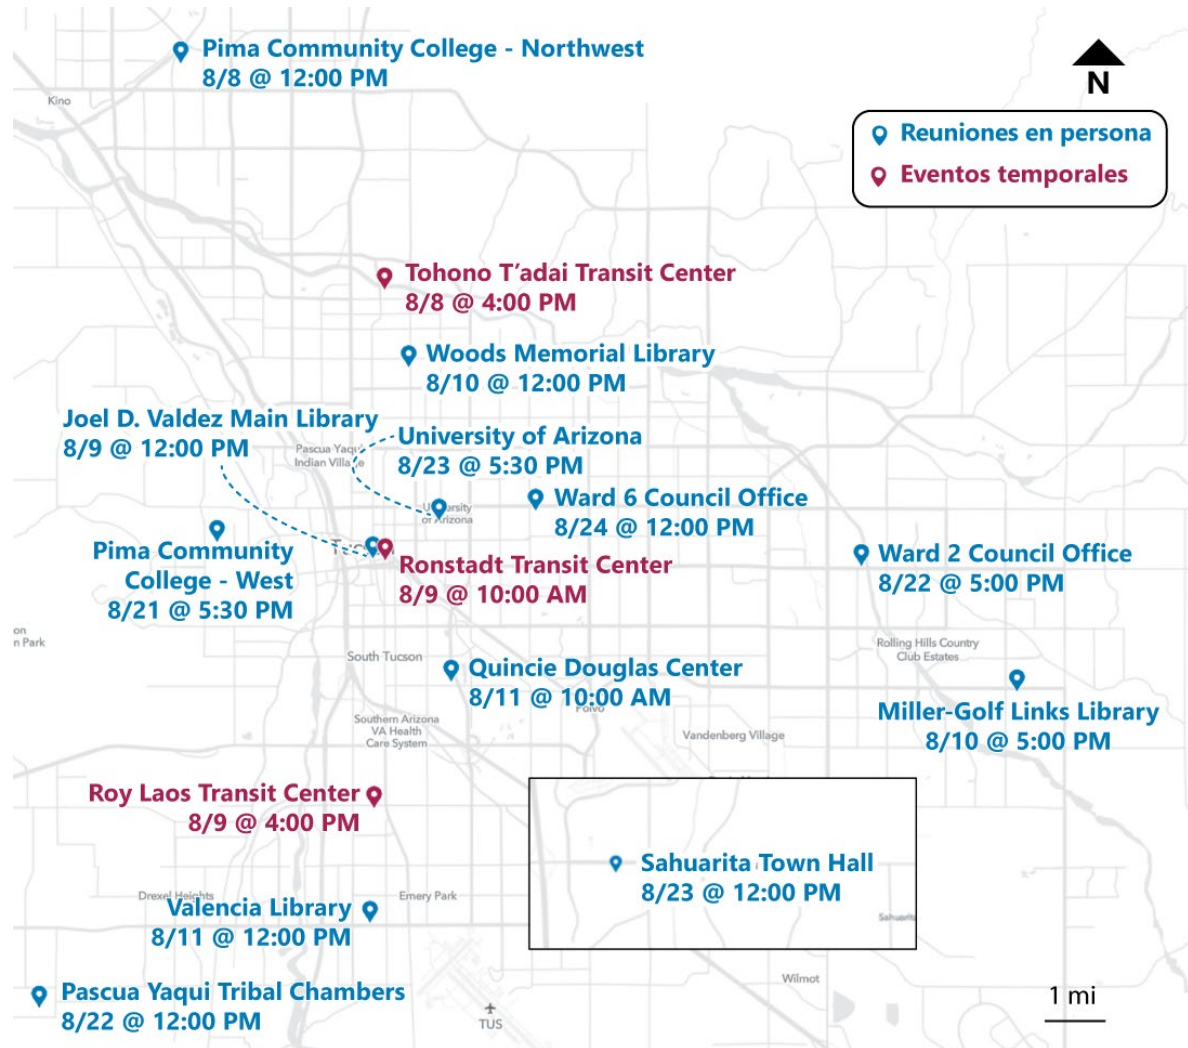 Pima Community College - Northwest
8/8 @ 12:00 PM
N
Kino
Reuniones en persona
Eventos temporales
Tohono T’adai Transit Center
8/8 @ 4:00 PM
Woods Memorial Library
8/10 @ 12:00 PM
Joel D. Valdez Main Library
8/9 @ 12:00 PM
Pascua Yaqui
Indian Village
University of Arizona
8/23 @ 5:30 PM
Ward 6 Council Office
8/24 @ 12:00 PM
University
of Arizona
Pima Community
College - West
8/21 @ 5:30 PM
Ronstadt Transit Center
8/9 @ 10:00 AM
Ward 2 Council Office
8/22 @ 5:00 PM
on
n Park
South Tucson
Rolling Hills Country
Club Estates
Quincie Douglas Center
8/11 @ 10:00 AM
Miller-Golf Links Library
8/10 @ 5:00 PM
Southern Arizona
VA Health
Care System
Vandenberg Village
Roy Laos Transit Center
8/9 @ 4:00 PM
Sahuarita Town Hall
8/23 @ 12:00 PM
Sahuarita
Drexel Heights
Emery Park
Valencia Library
8/11 @ 12:00 PM
Pascua Yaqui Tribal Chambers
8/22 @ 12:00 PM
TUS
Wilmot
1 mi